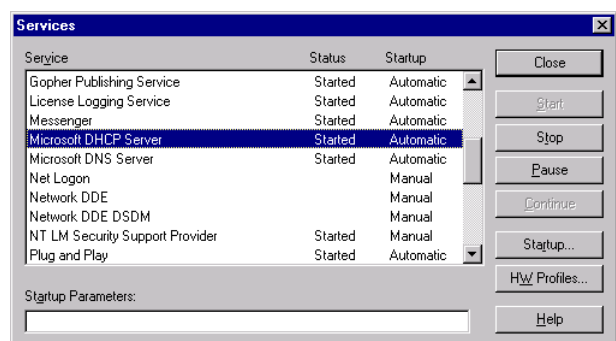 Services
Service Status Startup
Gopher Publishing Service Started Automatic
License Logging Service Started Automatic
Messenger Started Automatic
Microsoft DHCP Server Started Automatic
Microsoft DNS Server Started Automatic
Net Logon Manual
Network DDE Manual
Network DDE DSDM Manual
NT LM Security Support Provider Started Manual
Plug and Play Started Automatic
Startup Parameters:
Close
Start
Stop
Pause
Continue
Startup...
HW Profiles...
Help